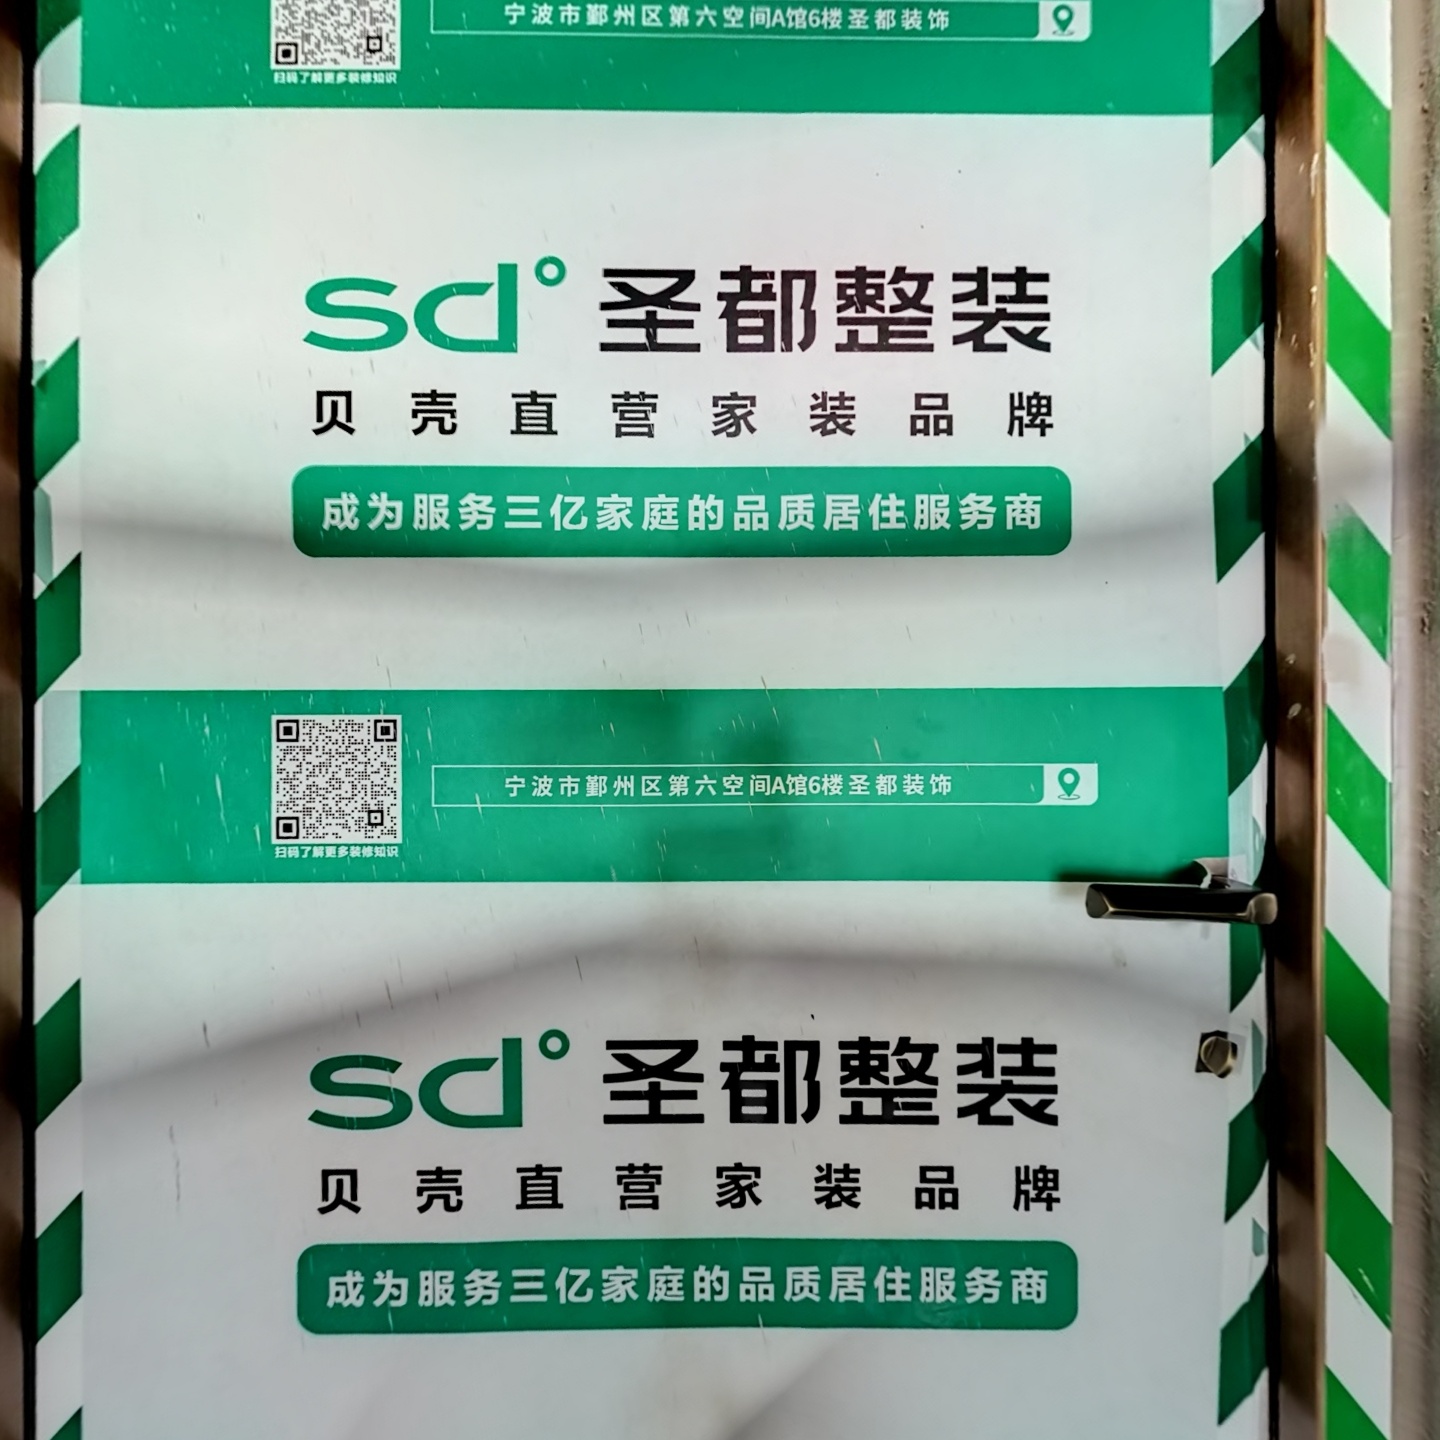 宁波市鄞州区第六空间A馆6楼圣都装饰
扫码了解更多装修知识
sd° 圣都整装
贝壳直营家装品牌
成为服务三亿家庭的品质居住服务商
宁波市鄞州区第六空间A馆6楼圣都装饰
扫码了解更多装修知识
sd° 圣都整装
贝壳直营家装品牌
成为服务三亿家庭的品质居住服务商